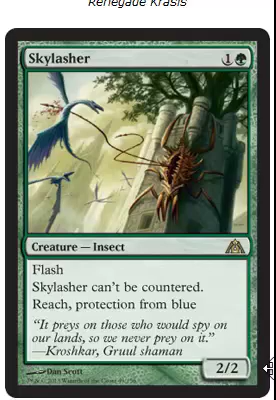 Renegade Krasis
Skylasher 1
Creature — Insect
Flash
Skylasher can't be countered.
Reach, protection from blue
"It preys on those who would spy on
our lands, so we never prey on it."
—Kroshkar, Gruul shaman
Dan Scott
2/2